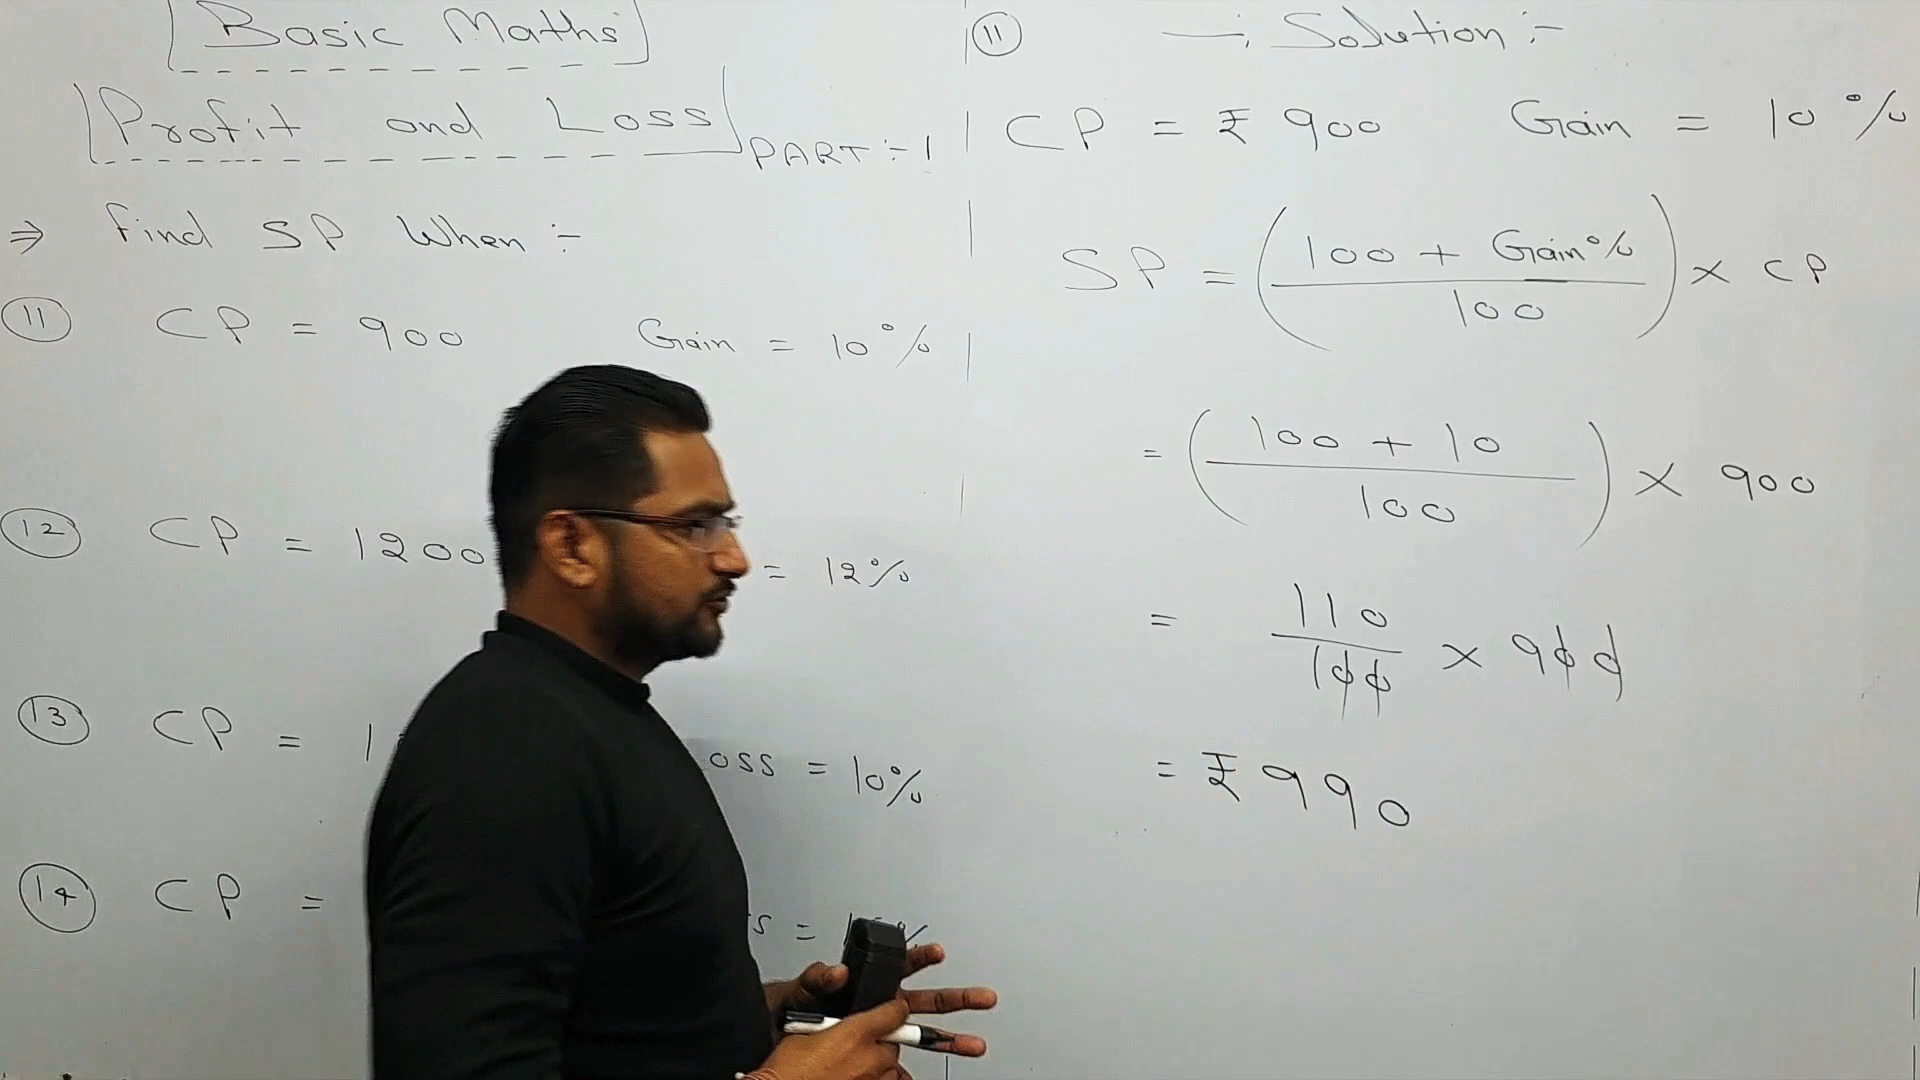 Basic Maths
Profit and Loss PART :- 1
⇒ Find SP When :-
11 CP = 900 Gain = 10%
12 CP = 1200 = 12%
13 CP = 1 oss = 10%
14 CP = s = %
11 —: Solution :-
CP = ₹ 900 Gain = 10 %
SP = ( 100 + Gain% / 100 ) × CP
= ( 100 + 10 / 100 ) × 900
= 110 / 100 × 900
= ₹ 990